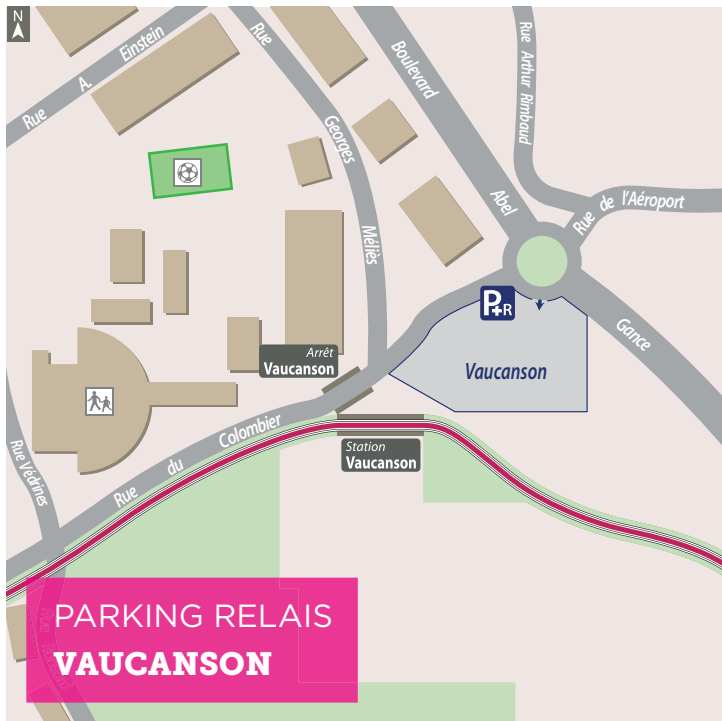 N
Rue A. Einstein
Rue Georges Méliès
Boulevard Abel Gance
Rue Arthur Rimbaud
Rue de l'Aéroport
P+R
Vaucanson
Arrêt
Vaucanson
Station
Vaucanson
Rue du Colombier
Rue Védrines
PARKING RELAIS
VAUCANSON